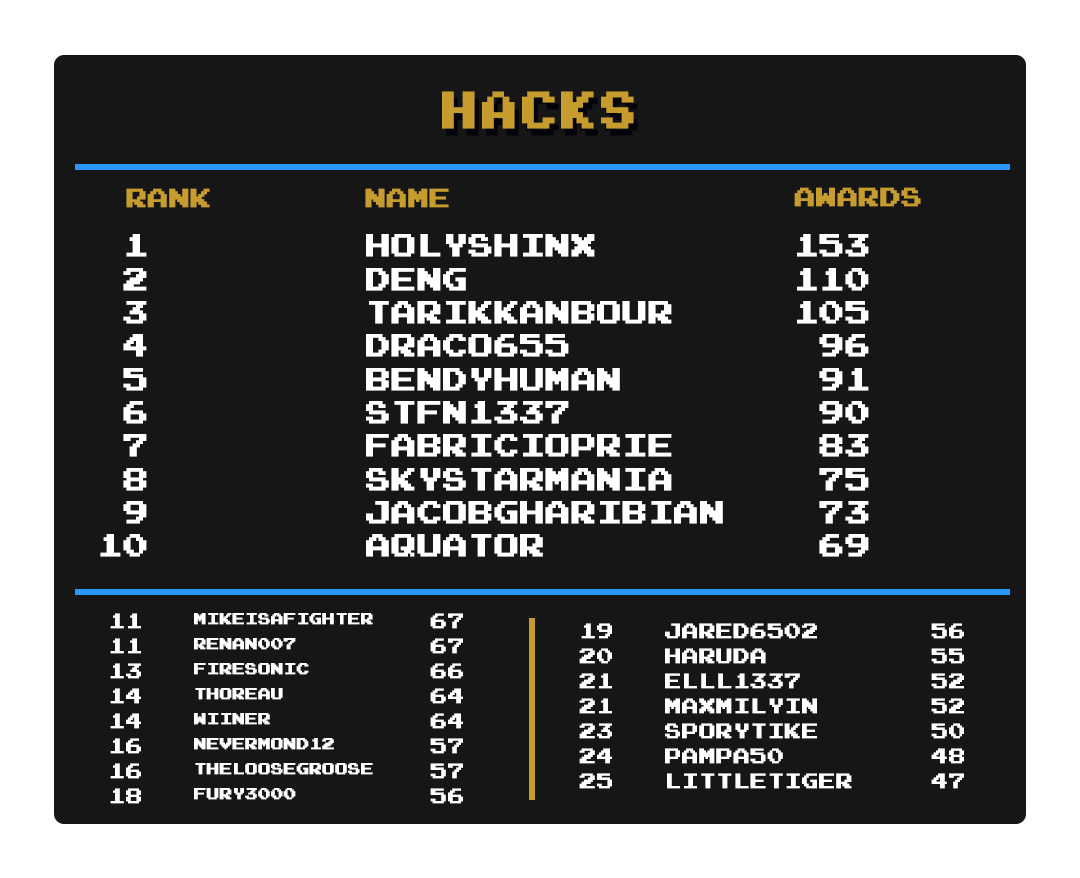 HACKS
RANK NAME AWARDS
1 HOLYSHINX 153
2 DENG 110
3 TARIKKANBOUR 105
4 DRACO655 96
5 BENDYHUMAN 91
6 STFN1337 90
7 FABRICIOPRIE 83
8 SKYSTARMANIA 75
9 JACOBGHARIBIAN 73
10 AQUATOR 69
11 MIKEISAFIGHTER 67
11 RENAN007 67
13 FIRESONIC 66
14 THOREAU 64
14 WIINER 64
16 NEVERMOND12 57
16 THELOOSEGROOSE 57
18 FURY3000 56
19 JARED6502 56
20 HARUDA 55
21 ELLL1337 52
21 MAXMILYIN 52
23 SPORYTIKE 50
24 PAMPA50 48
25 LITTLETIGER 47